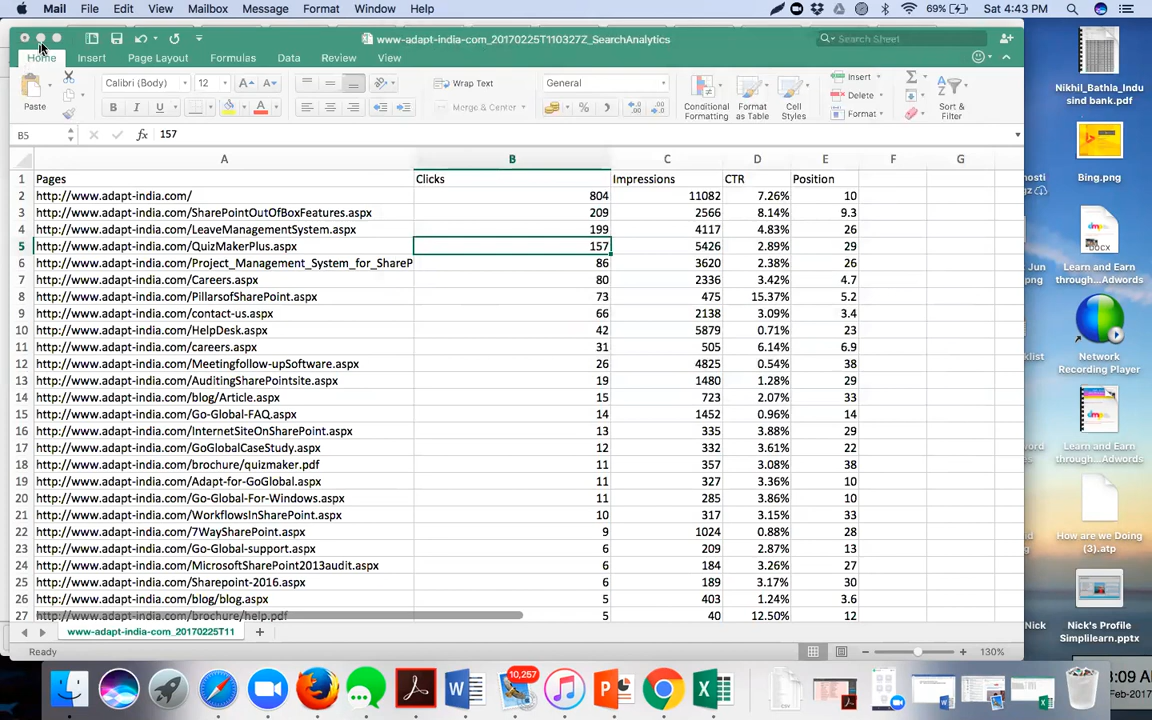 Mail File Edit View Mailbox Message Format Window Help 69% Sat 4:43 PM
www-adapt-india-com_20170225T110327Z_SearchAnalytics Search Sheet
Home Insert Page Layout Formulas Data Review View
Paste Calibri (Body) 12 Wrap Text General Conditional Formatting Format as Table Cell Styles Insert Sort & Filter
B I U Merge & Center Delete
Format
B5 fx 157
A B C D E F G
1 Pages Clicks Impressions CTR Position
2 http://www.adapt-india.com/ 804 11082 7.26% 10
3 http://www.adapt-india.com/SharePointOutOfBoxFeatures.aspx 209 2566 8.14% 9.3
4 http://www.adapt-india.com/LeaveManagementSystem.aspx 199 4117 4.83% 26
5 http://www.adapt-india.com/QuizMakerPlus.aspx 157 5426 2.89% 29
6 http://www.adapt-india.com/Project_Management_System_for_ShareP 86 3620 2.38% 26
7 http://www.adapt-india.com/Careers.aspx 80 2336 3.42% 4.7
8 http://www.adapt-india.com/PillarsofSharePoint.aspx 73 475 15.37% 5.2
9 http://www.adapt-india.com/contact-us.aspx 66 2138 3.09% 3.4
10 http://www.adapt-india.com/HelpDesk.aspx 42 5879 0.71% 23
11 http://www.adapt-india.com/careers.aspx 31 505 6.14% 6.9
12 http://www.adapt-india.com/Meetingfollow-upSoftware.aspx 26 4825 0.54% 38
13 http://www.adapt-india.com/AuditingSharePointsite.aspx 19 1480 1.28% 29
14 http://www.adapt-india.com/blog/Article.aspx 15 723 2.07% 33
15 http://www.adapt-india.com/Go-Global-FAQ.aspx 14 1452 0.96% 14
16 http://www.adapt-india.com/InternetSiteOnSharePoint.aspx 13 335 3.88% 29
17 http://www.adapt-india.com/GoGlobalCaseStudy.aspx 12 332 3.61% 22
18 http://www.adapt-india.com/brochure/quizmaker.pdf 11 357 3.08% 38
19 http://www.adapt-india.com/Adapt-for-GoGlobal.aspx 11 327 3.36% 10
20 http://www.adapt-india.com/Go-Global-For-Windows.aspx 11 285 3.86% 10
21 http://www.adapt-india.com/WorkflowsInSharePoint.aspx 10 317 3.15% 33
22 http://www.adapt-india.com/7WaySharePoint.aspx 9 1024 0.88% 28
23 http://www.adapt-india.com/Go-Global-support.aspx 6 209 2.87% 13
24 http://www.adapt-india.com/MicrosoftSharePoint2013audit.aspx 6 184 3.26% 27
25 http://www.adapt-india.com/Sharepoint-2016.aspx 6 189 3.17% 30
26 http://www.adapt-india.com/blog/blog.aspx 5 403 1.24% 3.6
27 http://www.adapt-india.com/brochure/help.pdf 5 40 12.50% 12
www-adapt-india-com_20170225T11
Ready 130%
Nikhil_Bathla_Indu
sind bank.pdf
Bing.png
DOCX
Learn and Earn
through...Adwords
Network
Recording Player
Learn and Earn
through...Adwords
How are we Doing
(3).atp
Nick's Profile
Simplilearn.pptx
10,257